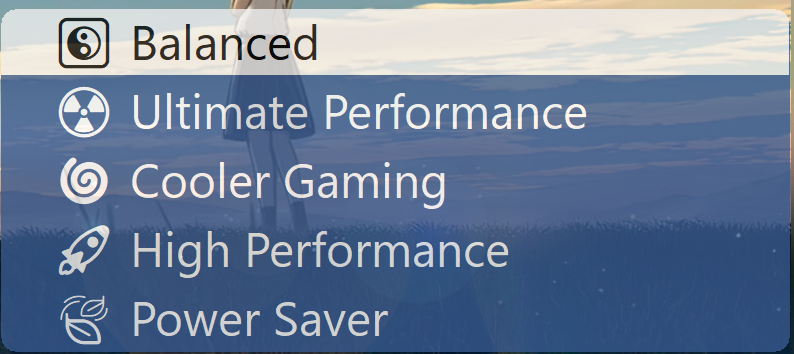 Balanced
Ultimate Performance
Cooler Gaming
High Performance
Power Saver